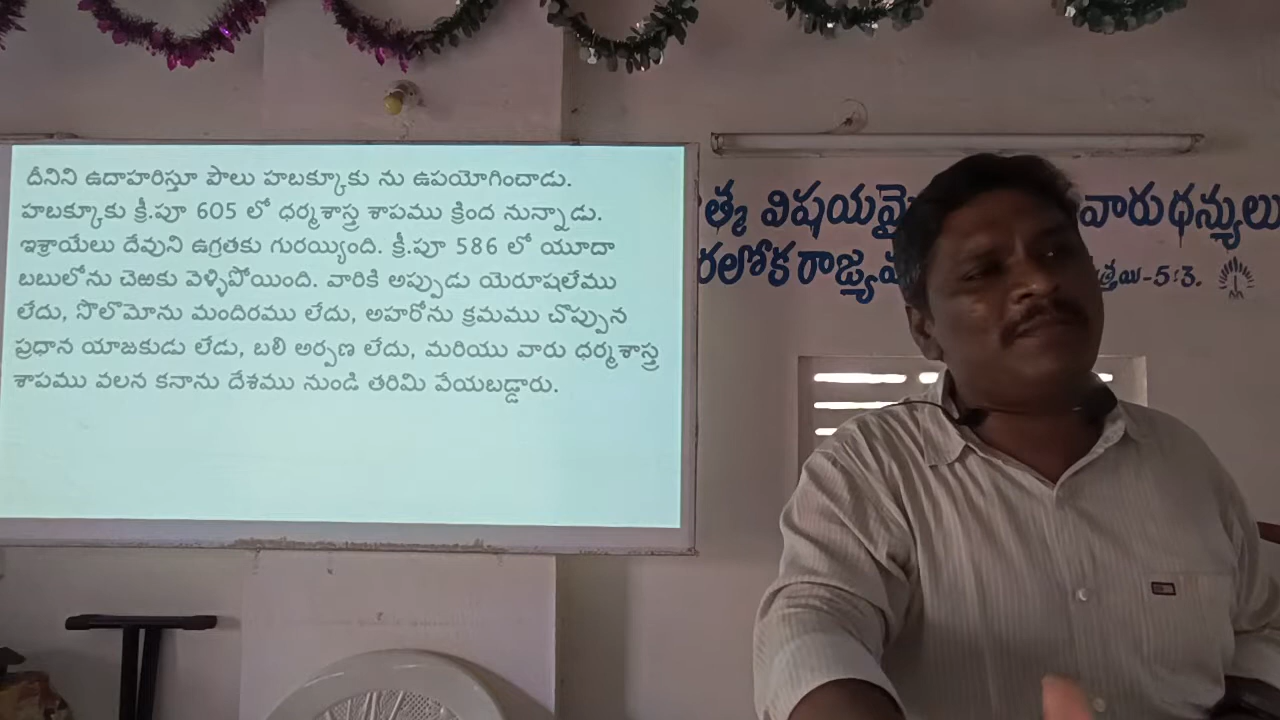 దీనిని ఉదాహరిస్తూ పౌలు హబక్కూకు ను ఉపయోగించాడు.
హబక్కూకు క్రీ.పూ 605 లో ధర్మశాస్త్ర శాపము క్రింద నున్నాడు.
ఇశ్రాయేలు దేవుని ఉగ్రతకు గురయ్యింది. క్రీ.పూ 586 లో యూదా
బబులోను చెఱకు వెళ్ళిపోయింది. వారికి అప్పుడు యెరూషలేము
లేదు, సొలొమోను మందిరము లేదు, అహరోను క్రమము చొప్పున
ప్రధాన యాజకుడు లేడు, బలి అర్పణ లేదు, మరియు వారు ధర్మశాస్త్ర
శాపము వలన కనాను దేశము నుండి తరిమి వేయబడ్డారు.
త్మ విషయమై వారు ధన్యులు
రలోక రాజ్యమ త్తయి-5:3.